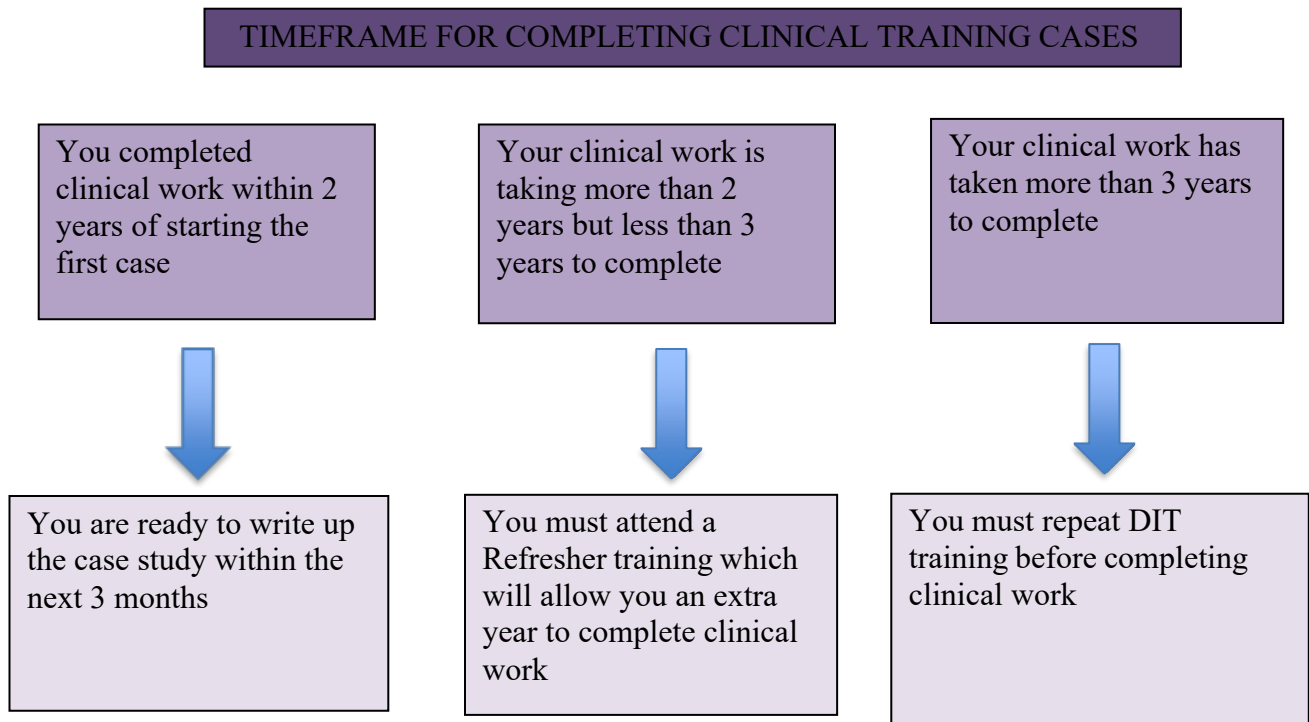 TIMEFRAME FOR COMPLETING CLINICAL TRAINING CASES
You completed
clinical work within 2
years of starting the
first case
Your clinical work is
taking more than 2
years but less than 3
years to complete
Your clinical work has
taken more than 3 years
to complete
You are ready to write up
the case study within the
next 3 months
You must attend a
Refresher training which
will allow you an extra
year to complete clinical
work
You must repeat DIT
training before completing
clinical work